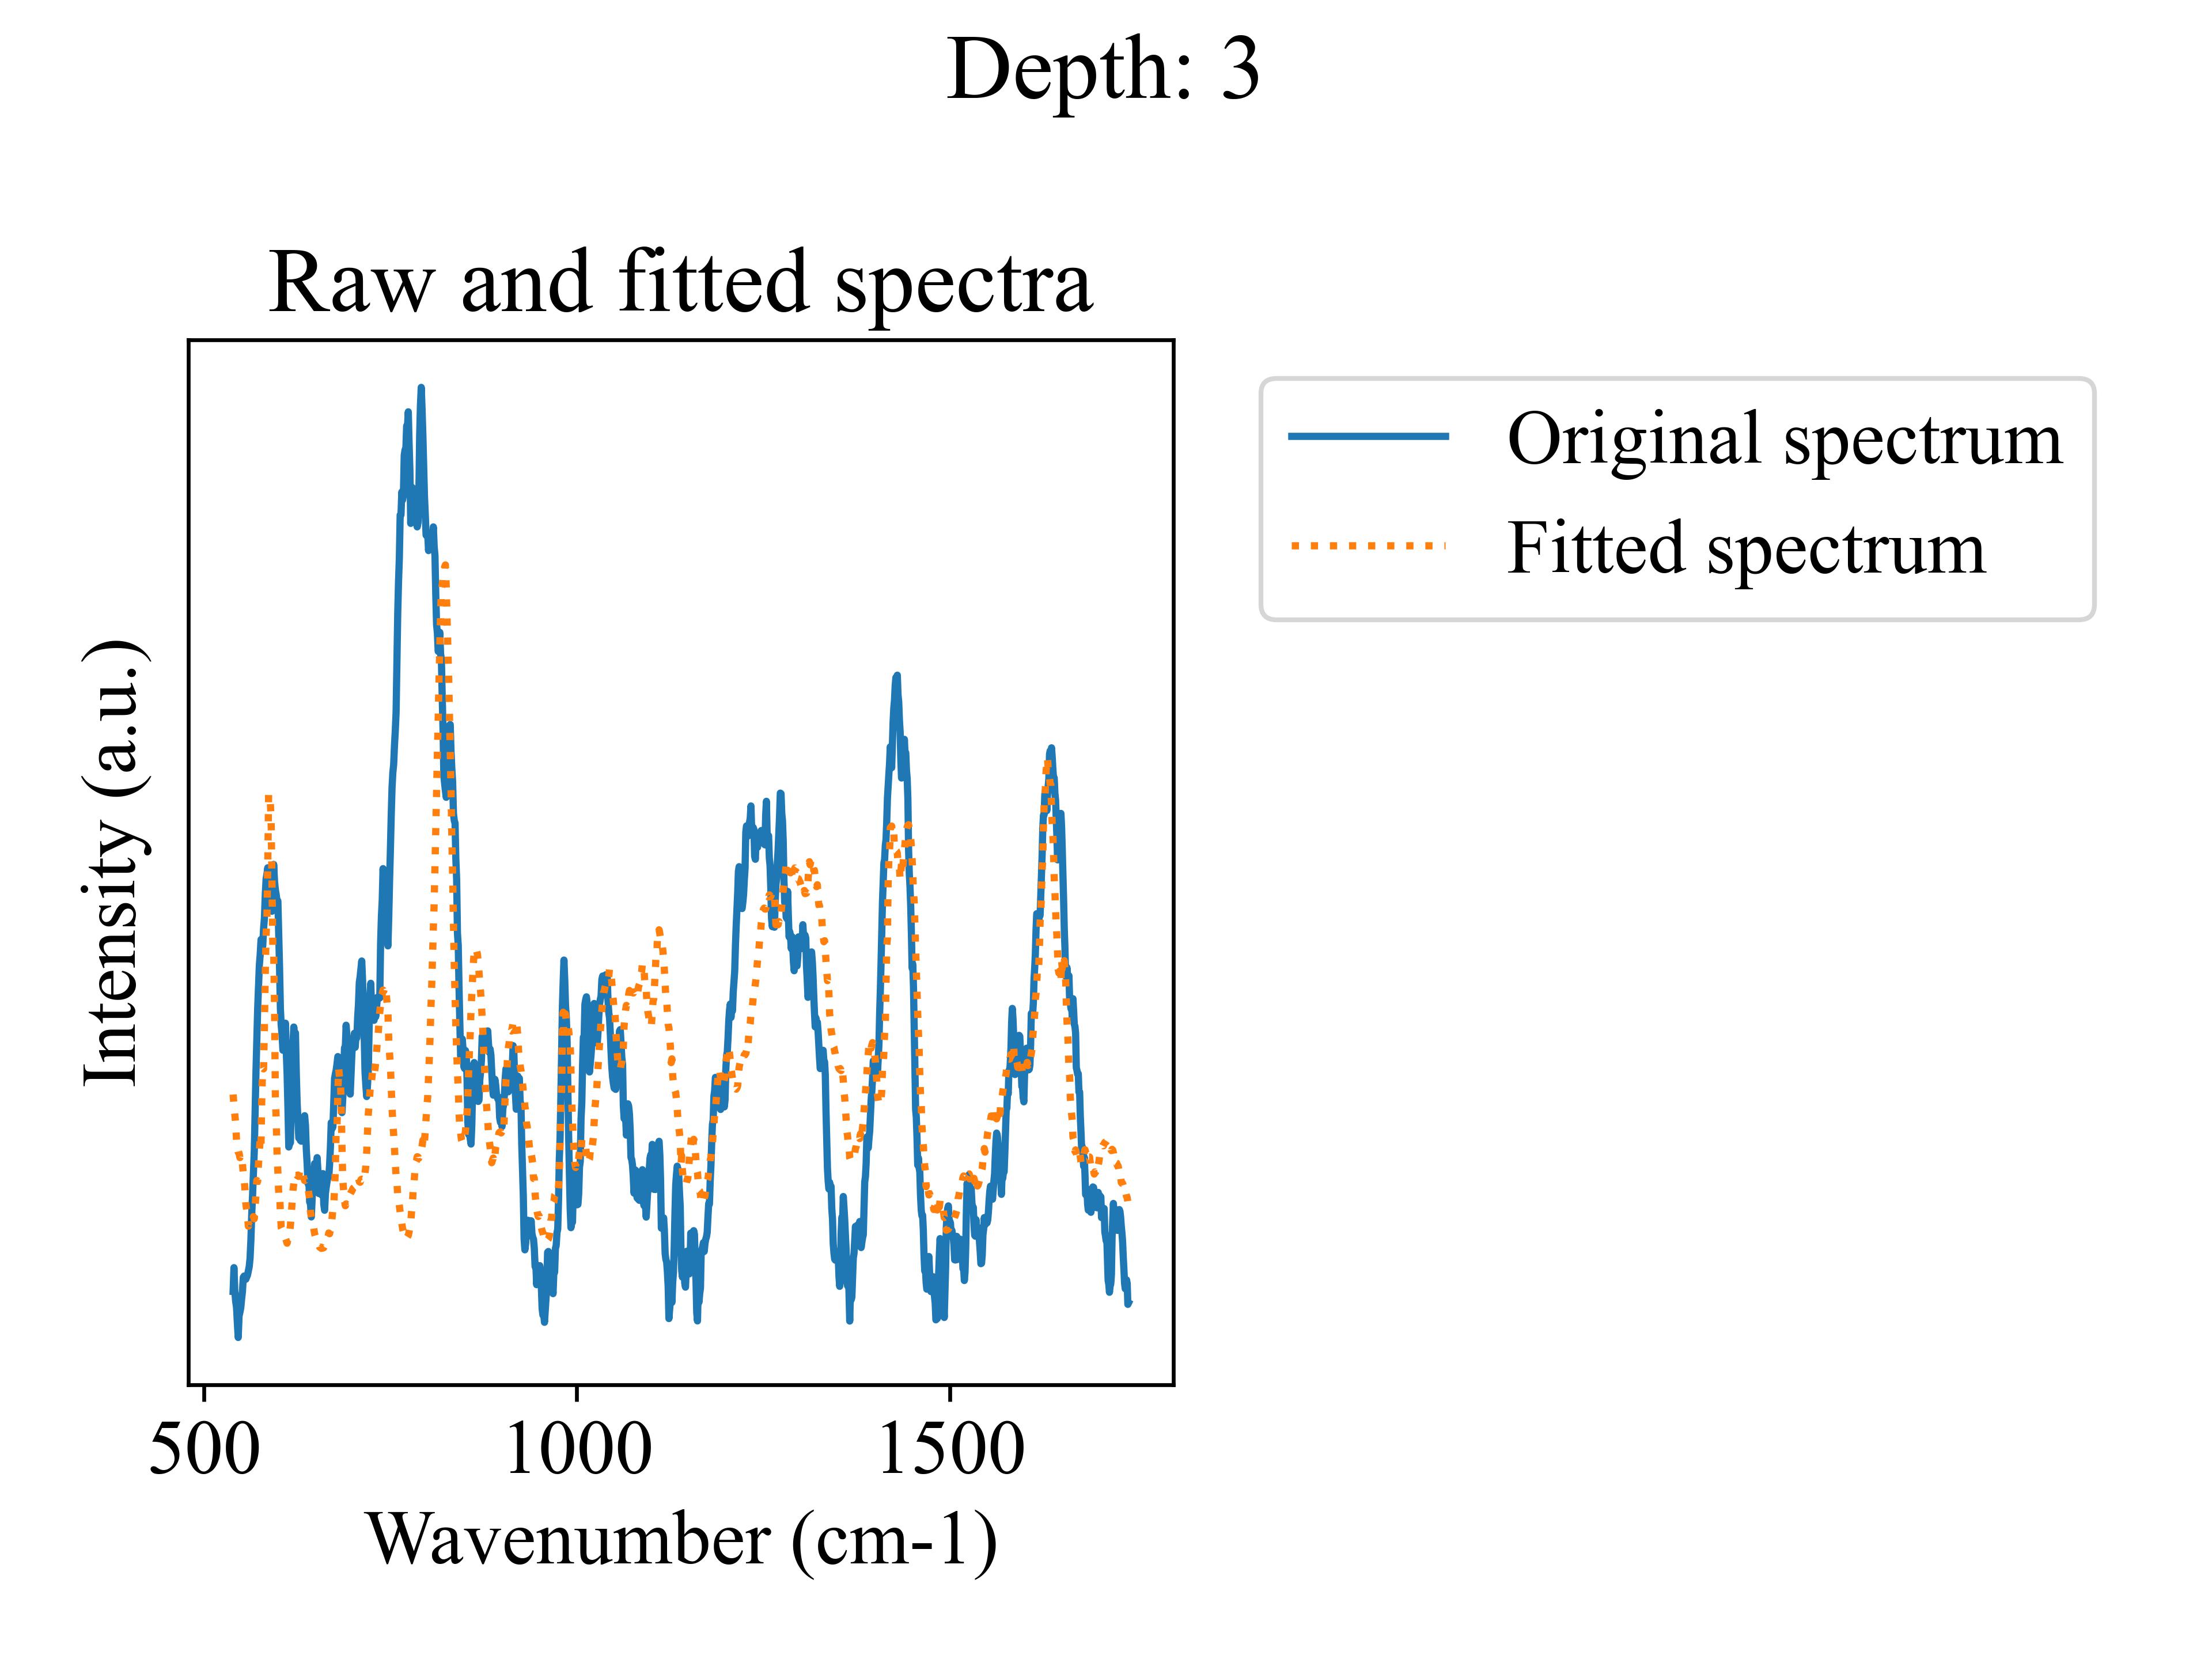 Depth: 3
Raw and fitted spectra
Original spectrum
Fitted spectrum
Intensity (a.u.)
500 1000 1500
Wavenumber (cm-1)